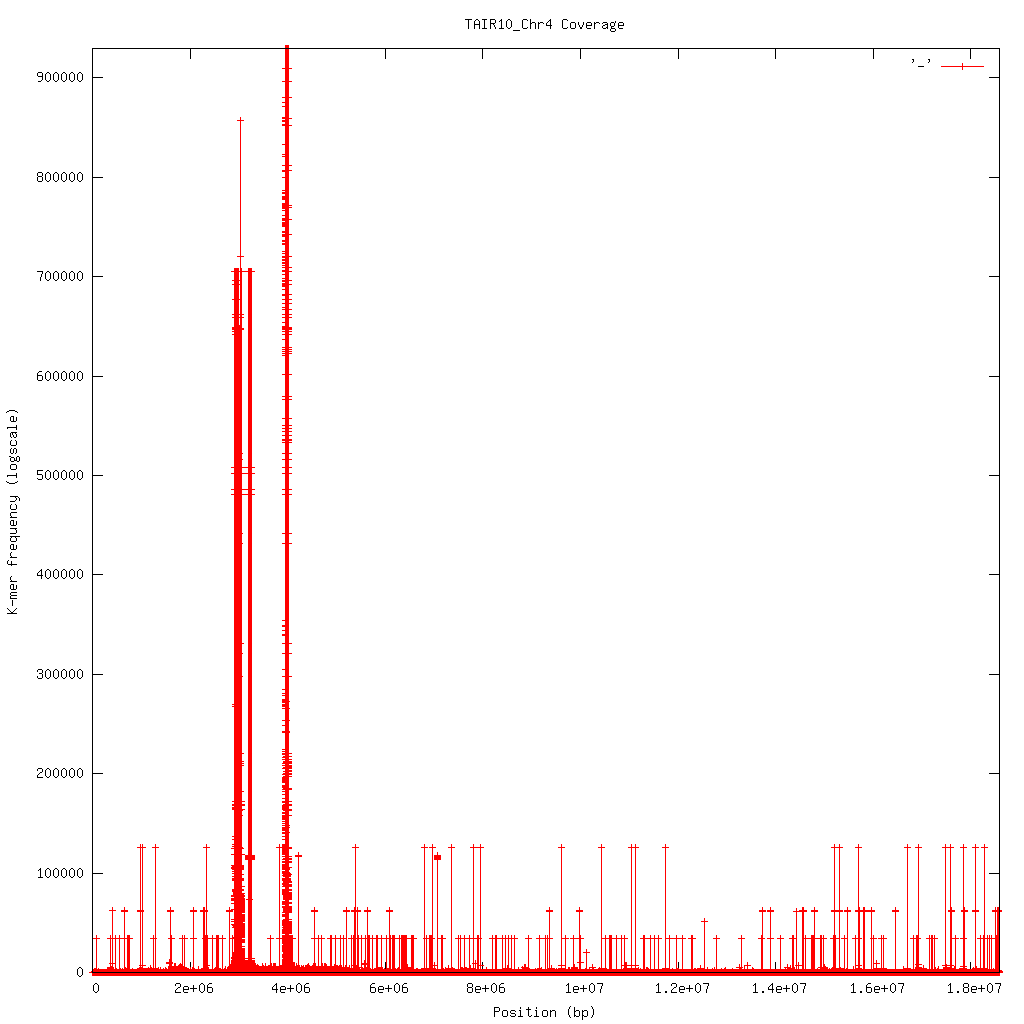 TAIR10_Chr4 Coverage
'-'
900000
800000
700000
600000
500000
400000
300000
200000
100000
0
K-mer frequency (logscale)
0 2e+06 4e+06 6e+06 8e+06 1e+07 1.2e+07 1.4e+07 1.6e+07 1.8e+07
Position (bp)